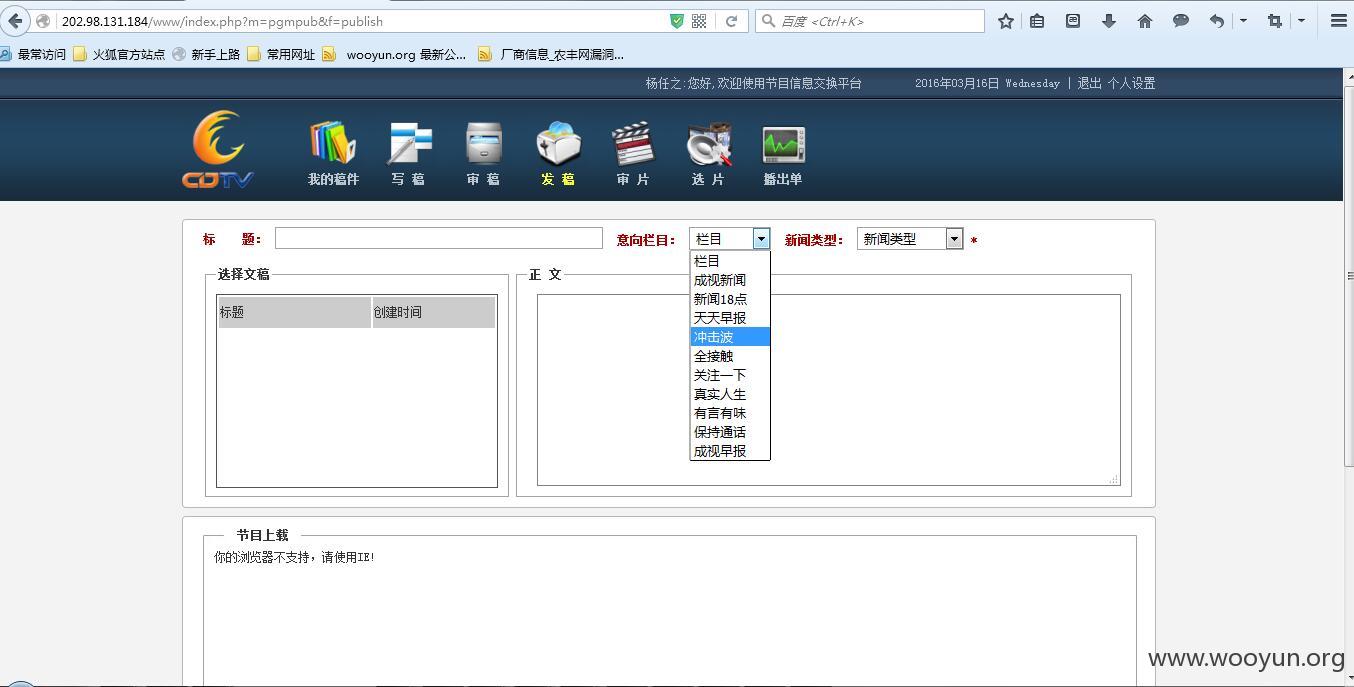 202.98.131.184/www/index.php?m=pgmpub&f=publish
百度 <Ctrl+K>
最常访问 火狐官方站点 新手上路 常用网址 wooyun.org 最新公... 厂商信息_农丰网漏洞...
杨任之:您好,欢迎使用节目信息交换平台 2016年03月16日 Wednesday | 退出 个人设置
CDTV
我的稿件 写 稿 审 稿 发 稿 审 片 选 片 播出单
标 题: 意向栏目: 栏目 新闻类型: 新闻类型 *
栏目
成视新闻
新闻18点
天天早报
冲击波
全接触
关注一下
真实人生
有言有味
保持通话
成视早报
选择文稿 正 文
标题 创建时间
节目上载
你的浏览器不支持，请使用IE!
www.wooyun.org